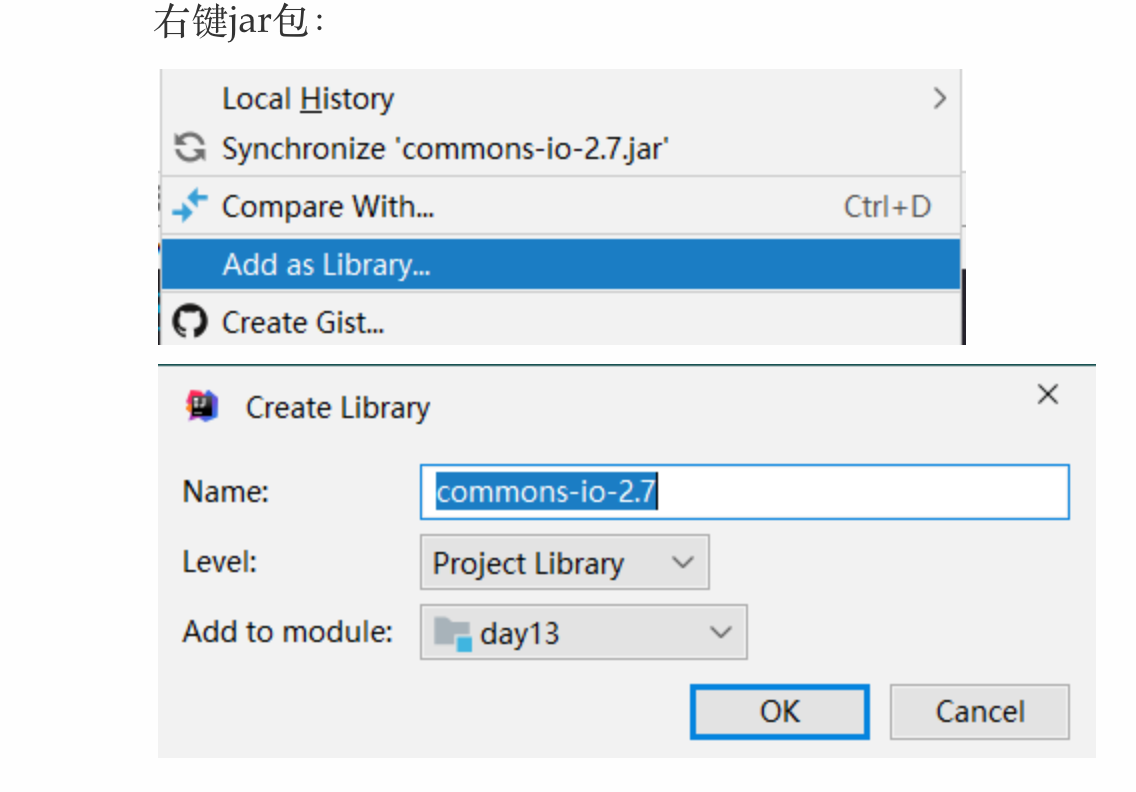 右键jar包：
Local History
Synchronize 'commons-io-2.7.jar'
Compare With... Ctrl+D
Add as Library...
Create Gist...
Create Library
Name: commons-io-2.7
Level: Project Library
Add to module: day13
OK Cancel